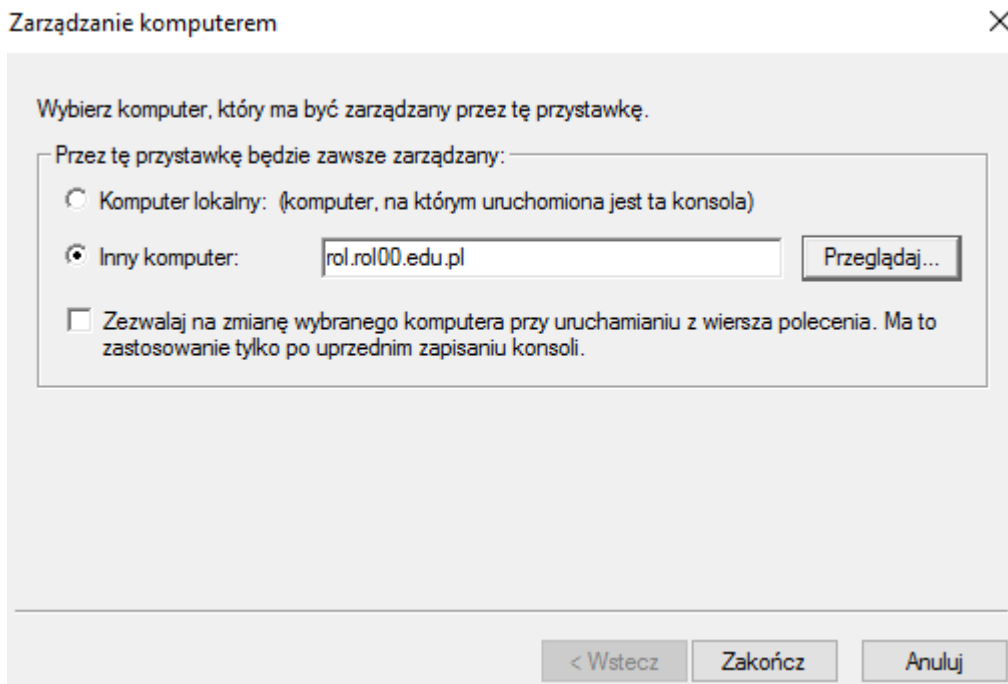 Zarządzanie komputerem
Wybierz komputer, który ma być zarządzany przez tę przystawkę.
Przez tę przystawkę będzie zawsze zarządzany:
Komputer lokalny: (komputer, na którym uruchomiona jest ta konsola)
Inny komputer: rol.rol00.edu.pl Przeglądaj...
Zezwalaj na zmianę wybranego komputera przy uruchamianiu z wiersza polecenia. Ma to
zastosowanie tylko po uprzednim zapisaniu konsoli.
< Wstecz Zakończ Anuluj